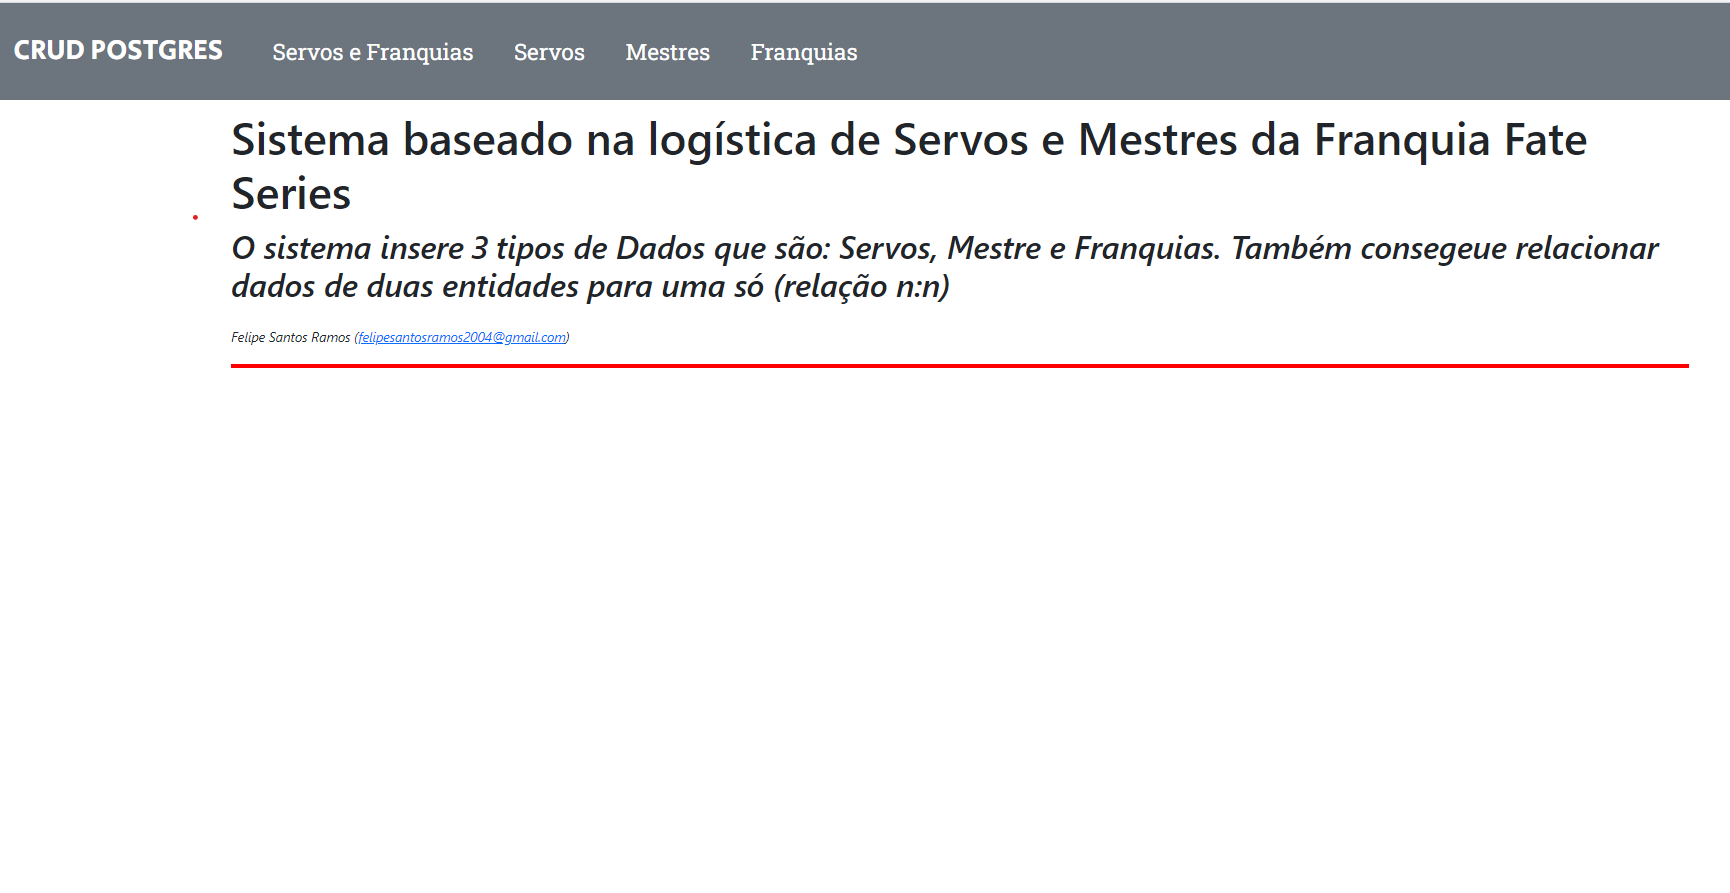 CRUD POSTGRES Servos e Franquias Servos Mestres Franquias
Sistema baseado na logística de Servos e Mestres da Franquia Fate
Series
O sistema insere 3 tipos de Dados que são: Servos, Mestre e Franquias. Também consegeue relacionar
dados de duas entidades para uma só (relação n:n)
Felipe Santos Ramos (felipesantosramos2004@gmail.com)